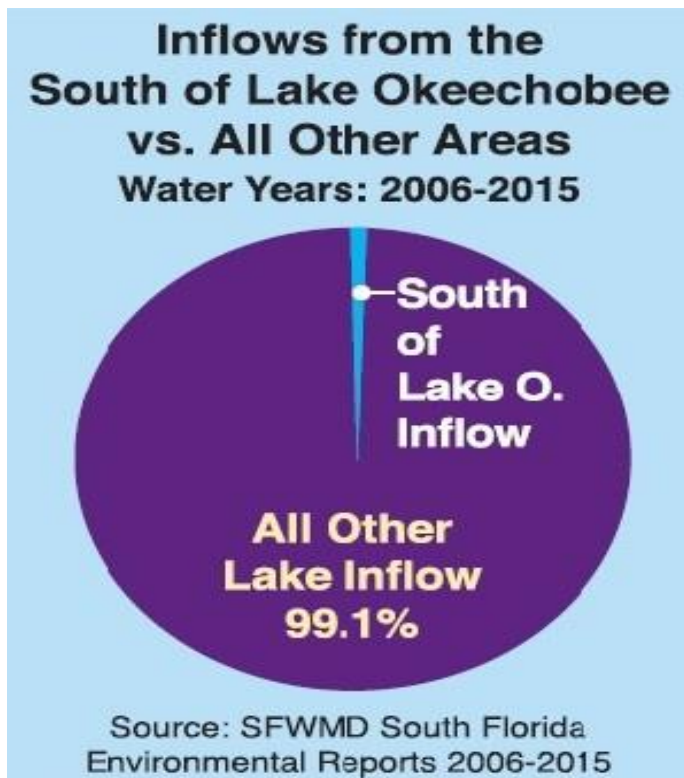 Inflows from the
South of Lake Okeechobee
vs. All Other Areas
Water Years: 2006-2015
South
of
Lake O.
Inflow
All Other
Lake Inflow
99.1%
Source: SFWMD South Florida
Environmental Reports 2006-2015